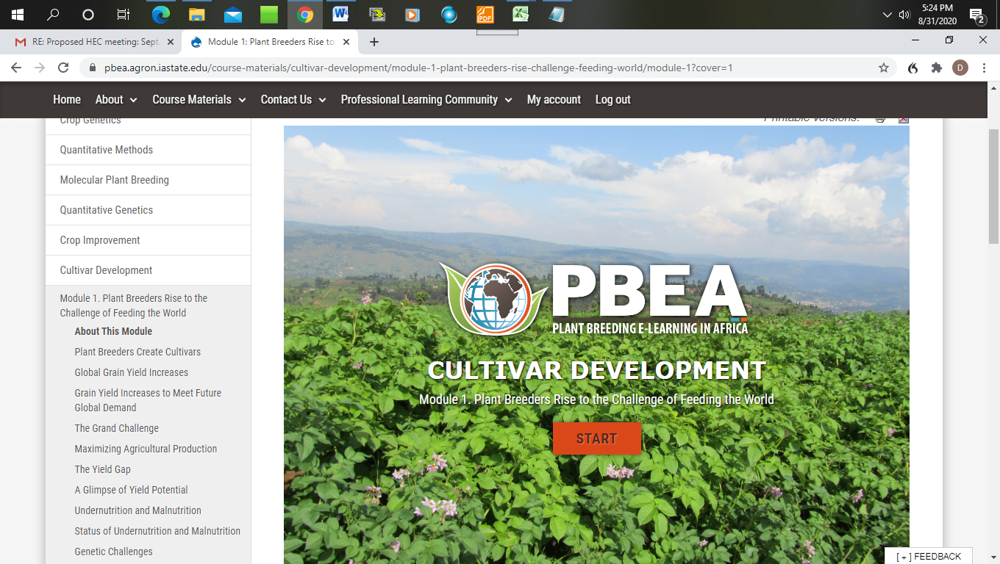 5:24 PM
8/31/2020
2
RE: Proposed HEC meeting: Sept
Module 1: Plant Breeders Rise to
pbea.agron.iastate.edu/course-materials/cultivar-development/module-1-plant-breeders-rise-challenge-feeding-world/module-1?cover=1
D
Home About Course Materials Contact Us Professional Learning Community My account Log out
Printable versions:
Crop Genetics
Quantitative Methods
Molecular Plant Breeding
Quantitative Genetics
Crop Improvement
Cultivar Development
Module 1. Plant Breeders Rise to the
Challenge of Feeding the World
About This Module
Plant Breeders Create Cultivars
Global Grain Yield Increases
Grain Yield Increases to Meet Future
Global Demand
The Grand Challenge
Maximizing Agricultural Production
The Yield Gap
A Glimpse of Yield Potential
Undernutrition and Malnutrition
Status of Undernutrition and Malnutrition
Genetic Challenges
PBEA
PLANT BREEDING E-LEARNING IN AFRICA
CULTIVAR DEVELOPMENT
Module 1. Plant Breeders Rise to the Challenge of Feeding the World
START
[ + ] FEEDBACK